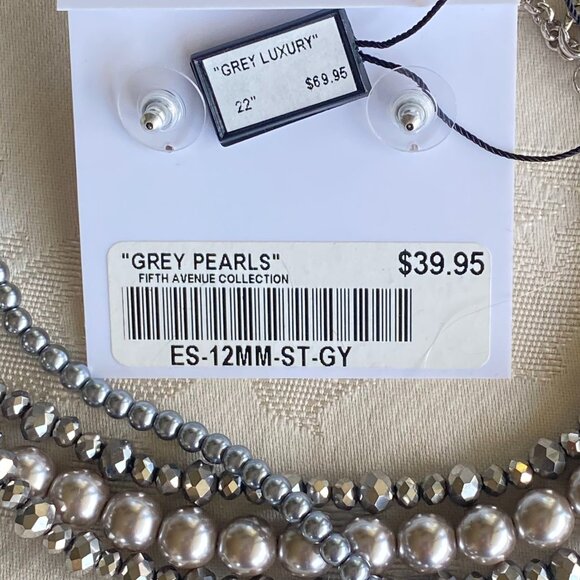 "GREY LUXURY"
22" $69.95
"GREY PEARLS" $39.95
FIFTH AVENUE COLLECTION
ES-12MM-ST-GY